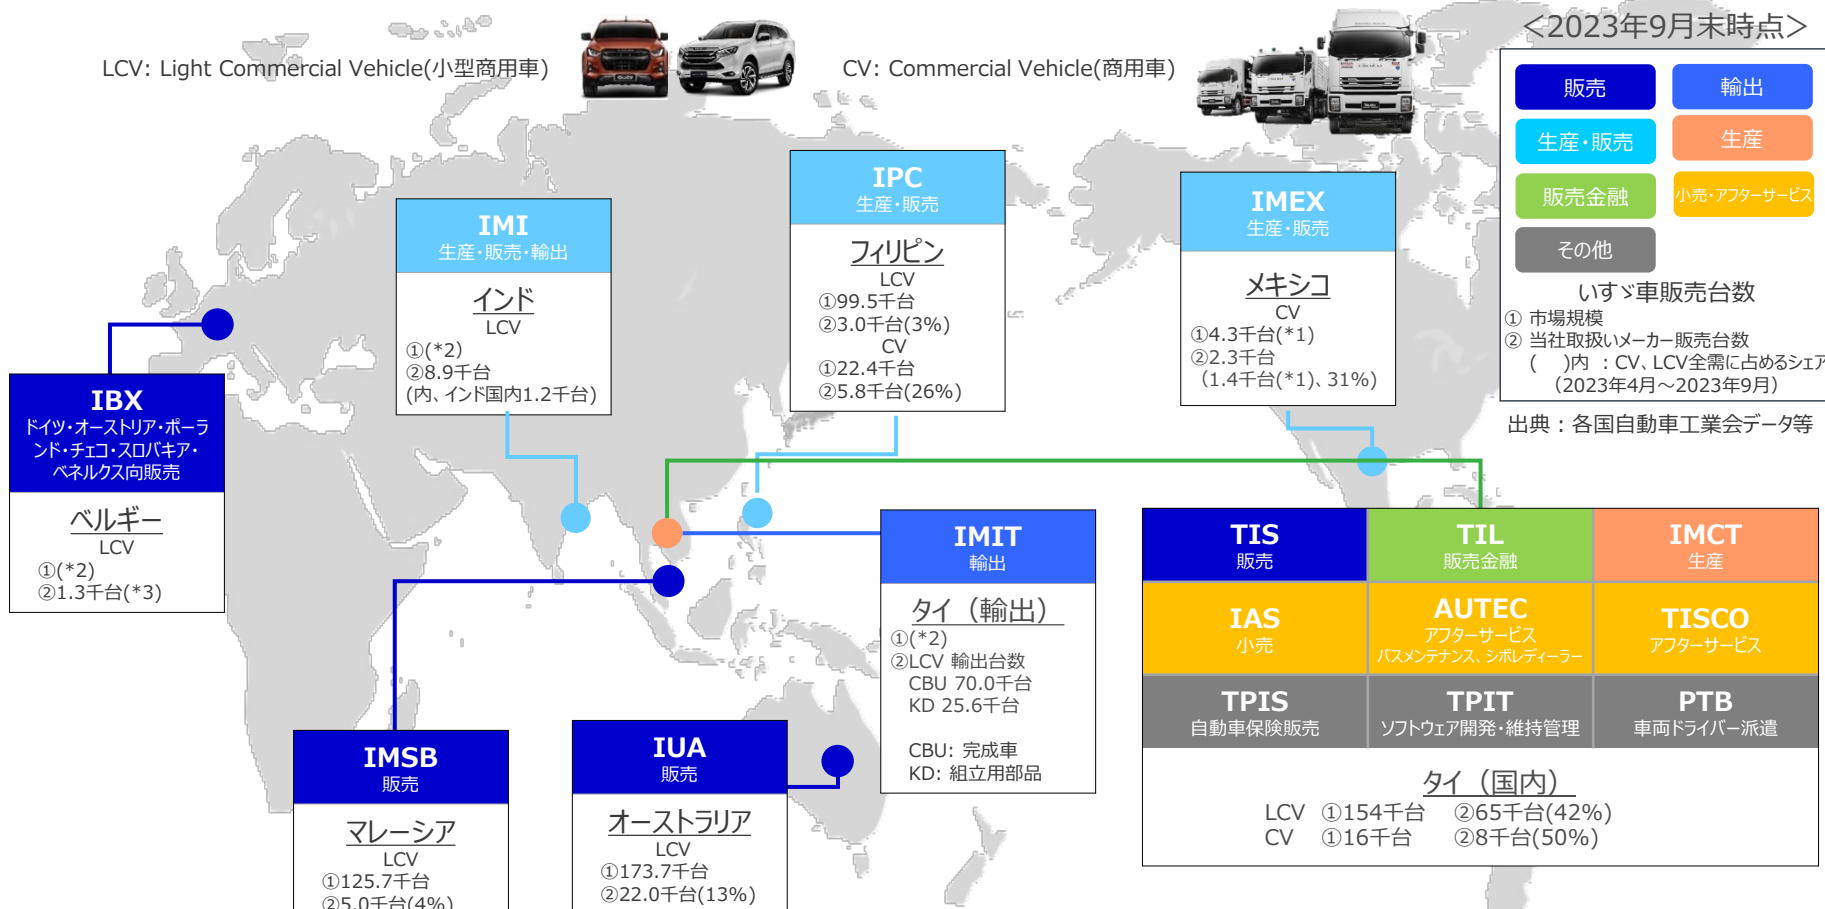 <2023年9月末時点>
LCV: Light Commercial Vehicle(小型商用車)
CV: Commercial Vehicle(商用車)
販売
輸出
生産・販売
生産
販売金融
小売・アフターサービス
その他
いすゞ車販売台数
① 市場規模
② 当社取扱いメーカー販売台数
( )内 : CV、LCV全需に占めるシェア
(2023年4月～2023年9月)
出典：各国自動車工業会データ等
IBX
ドイツ・オーストリア・ポーラ
ンド・チェコ・スロバキア・
ベネルクス向販売
ベルギー
LCV
①(*2)
②1.3千台(*3)
IMI
生産・販売・輸出
インド
LCV
①(*2)
②8.9千台
(内、インド国内1.2千台)
IPC
生産・販売
フィリピン
LCV
①99.5千台
②3.0千台(3%)
CV
①22.4千台
②5.8千台(26%)
IMEX
生産・販売
メキシコ
CV
①4.3千台(*1)
②2.3千台
(1.4千台(*1)、31%)
IMSB
販売
マレーシア
LCV
①125.7千台
②5.0千台(4%)
IUA
販売
オーストラリア
LCV
①173.7千台
②22.0千台(13%)
IMIT
輸出
タイ（輸出）
①(*2)
②LCV 輸出台数
CBU 70.0千台
KD 25.6千台
CBU: 完成車
KD: 組立用部品
TIS
販売
TIL
販売金融
IMCT
生産
IAS
小売
AUTEC
アフターサービス
バスメンテナンス、シボレディーラー
TISCO
アフターサービス
TPIS
自動車保険販売
TPIT
ソフトウェア開発・維持管理
PTB
車両ドライバー派遣
タイ（国内）
LCV ①154千台 ②65千台(42%)
CV ①16千台 ②8千台(50%)